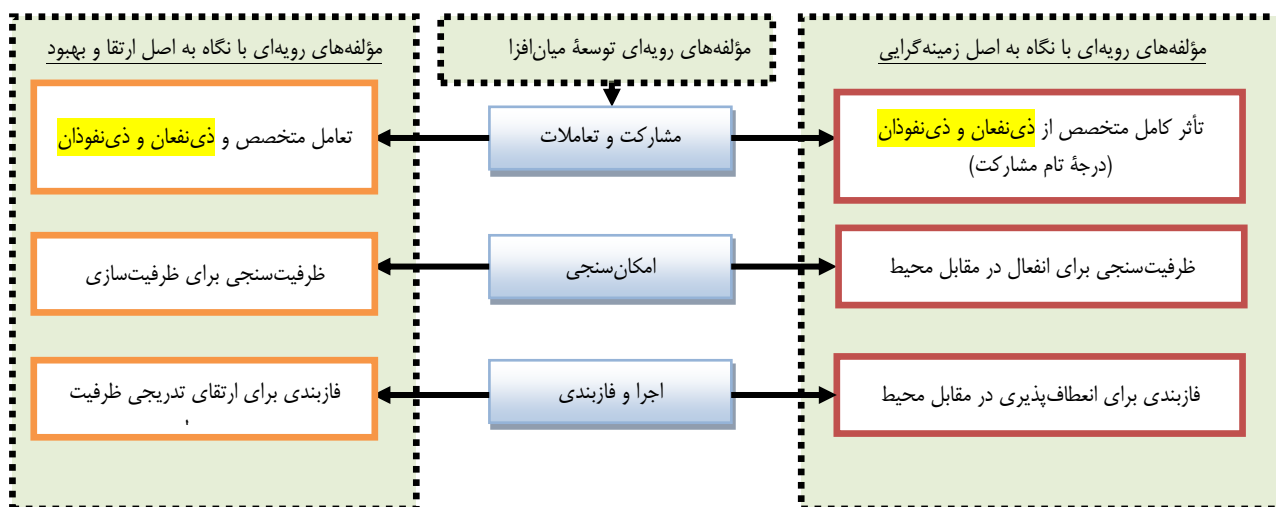 مؤلفه‌های رویه‌ای با نگاه به اصل زمینه‌گرایی
مؤلفه‌های رویه‌ای توسعهٔ میان‌افزا
مؤلفه‌های رویه‌ای با نگاه به اصل ارتقا و بهبود
تأثر کامل متخصص از ذی‌نفعان و ذی‌نفوذان
(درجهٔ تام مشارکت)
مشارکت و تعاملات
تعامل متخصص و ذی‌نفعان و ذی‌نفوذان
ظرفیت‌سنجی برای انفعال در مقابل محیط
امکان‌سنجی
ظرفیت‌سنجی برای ظرفیت‌سازی
فازبندی برای انعطاف‌پذیری در مقابل محیط
اجرا و فازبندی
فازبندی برای ارتقای تدریجی ظرفیت